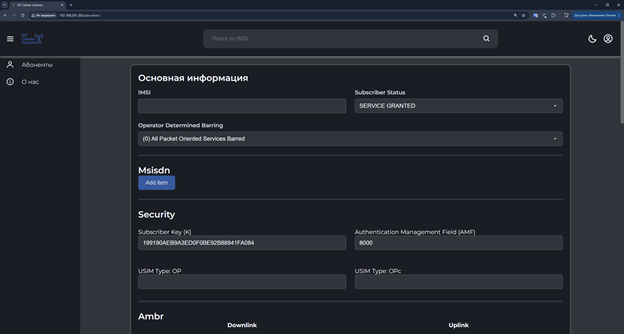 NIT Cellular Systems
Не защищено 192.168.201.20/subscriber/
Доступно обновление Chrome
Поиск по IMSI...
Абоненты
О нас
Основная информация
IMSI
Subscriber Status
SERVICE GRANTED
Operator Determined Barring
(0) All Packet Oriented Services Barred
Msisdn
Add item
Security
Subscriber Key (K)
Authentication Management Field (AMF)
199190AEB9A3ED0F0BE92B88941FA084
8000
USIM Type: OP
USIM Type: OPc
Ambr
Downlink
Uplink